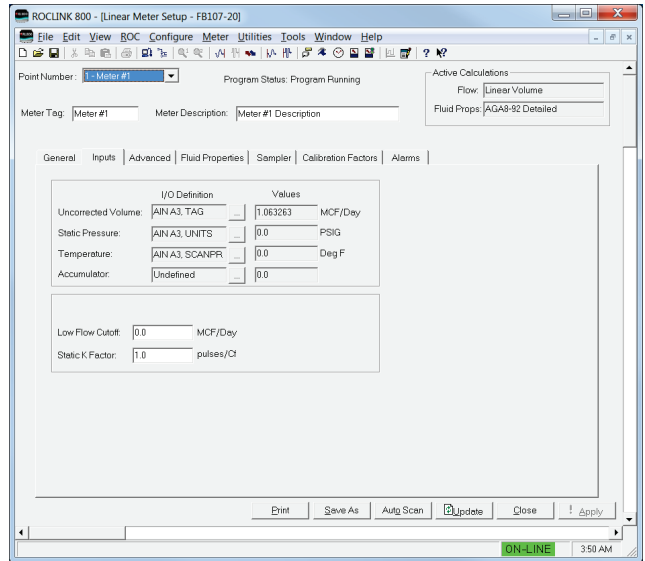 ROCLINK 800 - [Linear Meter Setup - FB107-20]
File Edit View ROC Configure Meter Utilities Tools Window Help
Point Number : 1 - Meter #1
Program Status: Program Running
Active Calculations
Flow: Linear Volume
Fluid Props: AGA8-92 Detailed
Meter Tag: Meter #1 Meter Description: Meter #1 Description
General Inputs Advanced Fluid Properties Sampler Calibration Factors Alarms
I/O Definition Values
Uncorrected Volume: AIN A3, TAG ... 1.063263 MCF/Day
Static Pressure: AIN A3, UNITS ... 0.0 PSIG
Temperature: AIN A3, SCANPR ... 0.0 Deg F
Accumulator: Undefined ... 0.0
Low Flow Cutoff: 0.0 MCF/Day
Static K Factor: 1.0 pulses/Cf
Print Save As Auto Scan Update Close ! Apply
ON-LINE 3:50 AM